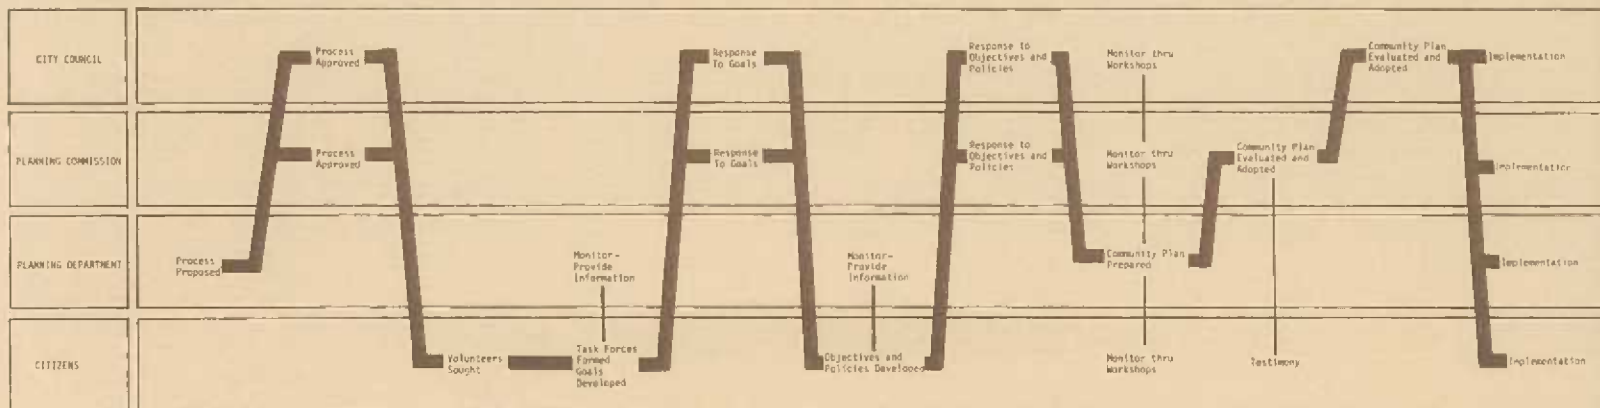 CITY COUNCIL
Process
Approved
Response
To Goals
Response to
Objectives and
Policies
Monitor thru
Workshops
Community Plan
Evaluated and
Adopted
Implementation
PLANNING COMMISSION
Process
Approved
Response
To Goals
Response to
Objectives and
Policies
Monitor thru
Workshops
Community Plan
Evaluated and
Adopted
Implementation
PLANNING DEPARTMENT
Process
Proposed
Monitor-
Provide
Information
Monitor-
Provide
Information
Community Plan
Prepared
Implementation
CITIZENS
Volunteers
Sought
Task Forces
Formed
Goals
Developed
Objectives and
Policies Developed
Monitor thru
Workshops
Testimony
Implementation